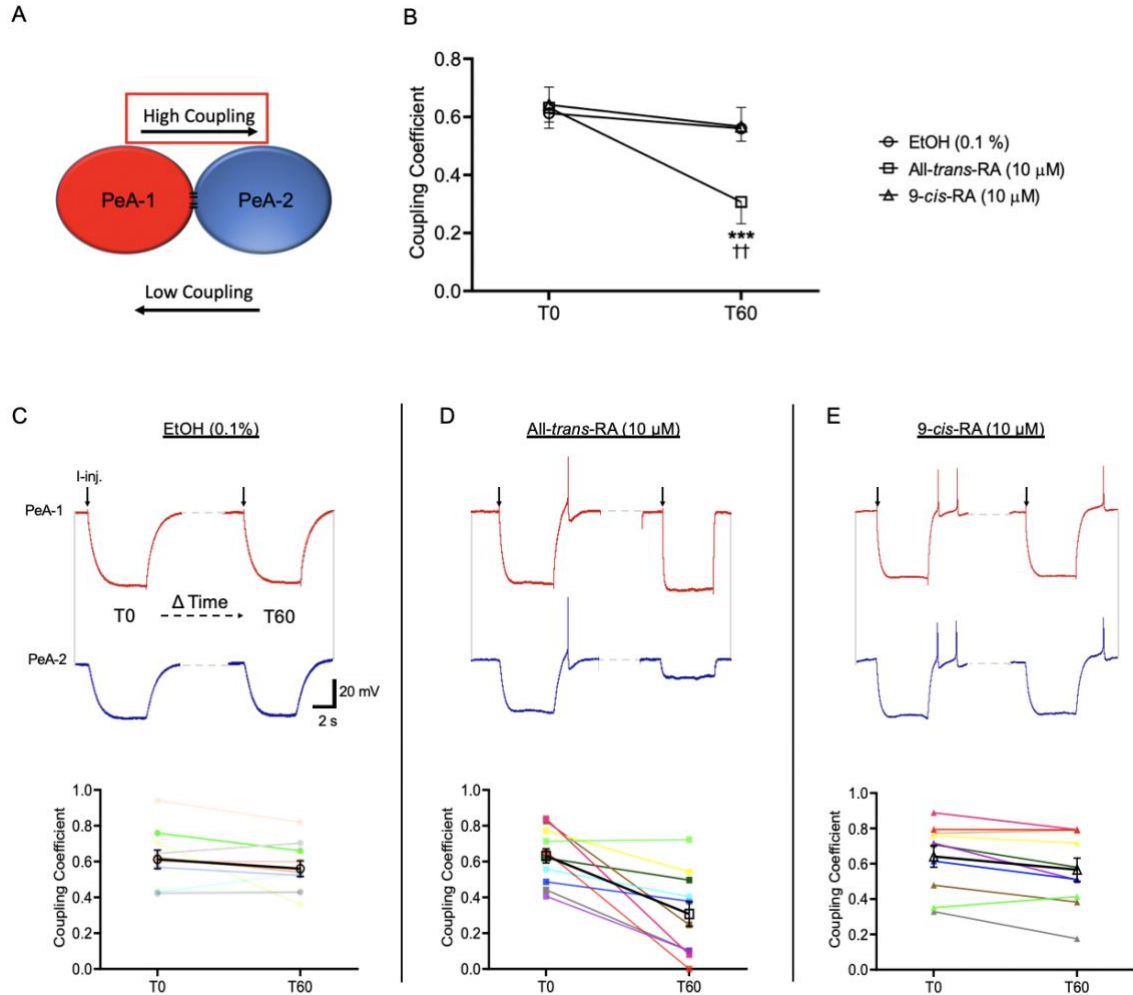 A
High Coupling
PeA-1
PeA-2
Low Coupling
B
0.8
0.6
0.4
0.2
0.0
Coupling Coefficient
***
††
T0
T60
EtOH (0.1 %)
All-trans-RA (10 μM)
9-cis-RA (10 μM)
C
EtOH (0.1%)
I-inj.
PeA-1
T0
Δ Time
T60
PeA-2
20 mV
2 s
1.0
0.8
0.6
0.4
0.2
0.0
Coupling Coefficient
T0
T60
D
All-trans-RA (10 μM)
1.0
0.8
0.6
0.4
0.2
0.0
Coupling Coefficient
T0
T60
E
9-cis-RA (10 μM)
1.0
0.8
0.6
0.4
0.2
0.0
Coupling Coefficient
T0
T60